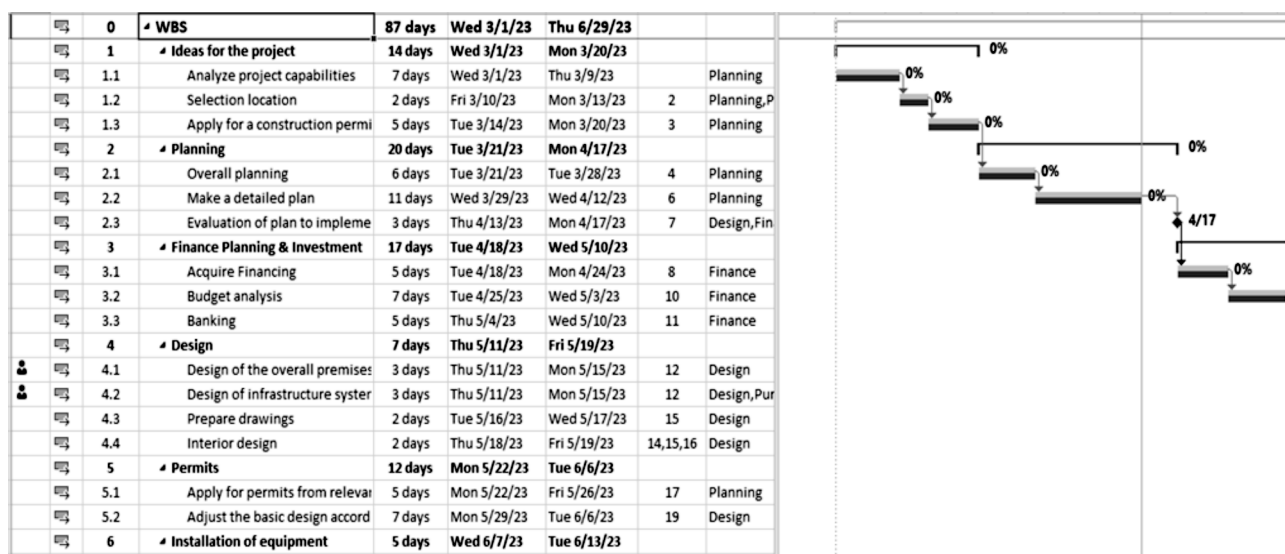 0 WBS 87 days Wed 3/1/23 Thu 6/29/23
1 Ideas for the project 14 days Wed 3/1/23 Mon 3/20/23 0%
1.1 Analyze project capabilities 7 days Wed 3/1/23 Thu 3/9/23 Planning 0%
1.2 Selection location 2 days Fri 3/10/23 Mon 3/13/23 2 Planning,P 0%
1.3 Apply for a construction permi 5 days Tue 3/14/23 Mon 3/20/23 3 Planning 0%
2 Planning 20 days Tue 3/21/23 Mon 4/17/23 0%
2.1 Overall planning 6 days Tue 3/21/23 Tue 3/28/23 4 Planning 0%
2.2 Make a detailed plan 11 days Wed 3/29/23 Wed 4/12/23 6 Planning 0%
2.3 Evaluation of plan to impleme 3 days Thu 4/13/23 Mon 4/17/23 7 Design,Fin 4/17
3 Finance Planning & Investment 17 days Tue 4/18/23 Wed 5/10/23
3.1 Acquire Financing 5 days Tue 4/18/23 Mon 4/24/23 8 Finance 0%
3.2 Budget analysis 7 days Tue 4/25/23 Wed 5/3/23 10 Finance
3.3 Banking 5 days Thu 5/4/23 Wed 5/10/23 11 Finance
4 Design 7 days Thu 5/11/23 Fri 5/19/23
4.1 Design of the overall premises 3 days Thu 5/11/23 Mon 5/15/23 12 Design
4.2 Design of infrastructure syster 3 days Thu 5/11/23 Mon 5/15/23 12 Design,Pur
4.3 Prepare drawings 2 days Tue 5/16/23 Wed 5/17/23 15 Design
4.4 Interior design 2 days Thu 5/18/23 Fri 5/19/23 14,15,16 Design
5 Permits 12 days Mon 5/22/23 Tue 6/6/23
5.1 Apply for permits from relevar 5 days Mon 5/22/23 Fri 5/26/23 17 Planning
5.2 Adjust the basic design accord 7 days Mon 5/29/23 Tue 6/6/23 19 Design
6 Installation of equipment 5 days Wed 6/7/23 Tue 6/13/23